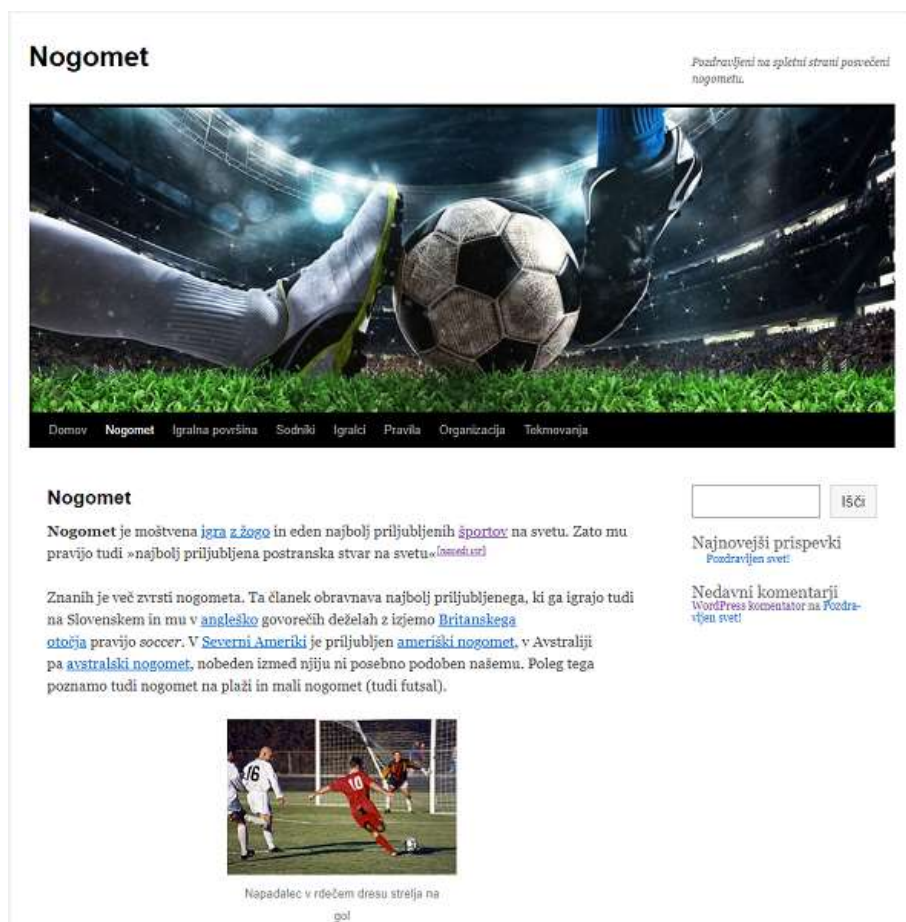 Nogomet
Pozdravljeni na spletni strani posvečeni
nogometu.
Domov Nogomet Igralna površina Sodniki Igralci Pravila Organizacija Tekmovanja
Nogomet
Nogomet je moštvena igra z žogo in eden najbolj priljubljenih športov na svetu. Zato mu
pravijo tudi »najbolj priljubljena postranska stvar na svetu«[navedi vir]
Znanih je več zvrsti nogometa. Ta članek obravnava najbolj priljubljenega, ki ga igrajo tudi
na Slovenskem in mu v angleško govorečih deželah z izjemo Britanskega
otočja pravijo soccer. V Severni Ameriki je priljubljen ameriški nogomet, v Avstraliji
pa avstralski nogomet, nobeden izmed njiju ni posebno podoben našemu. Poleg tega
poznamo tudi nogomet na plaži in mali nogomet (tudi futsal).
16
10
Napadalec v rdečem dresu strelja na
gol
Išči
Najnovejši prispevki
Pozdravljen svet!
Nedavni komentarji
WordPress komentator na Pozdra-
vljen svet!